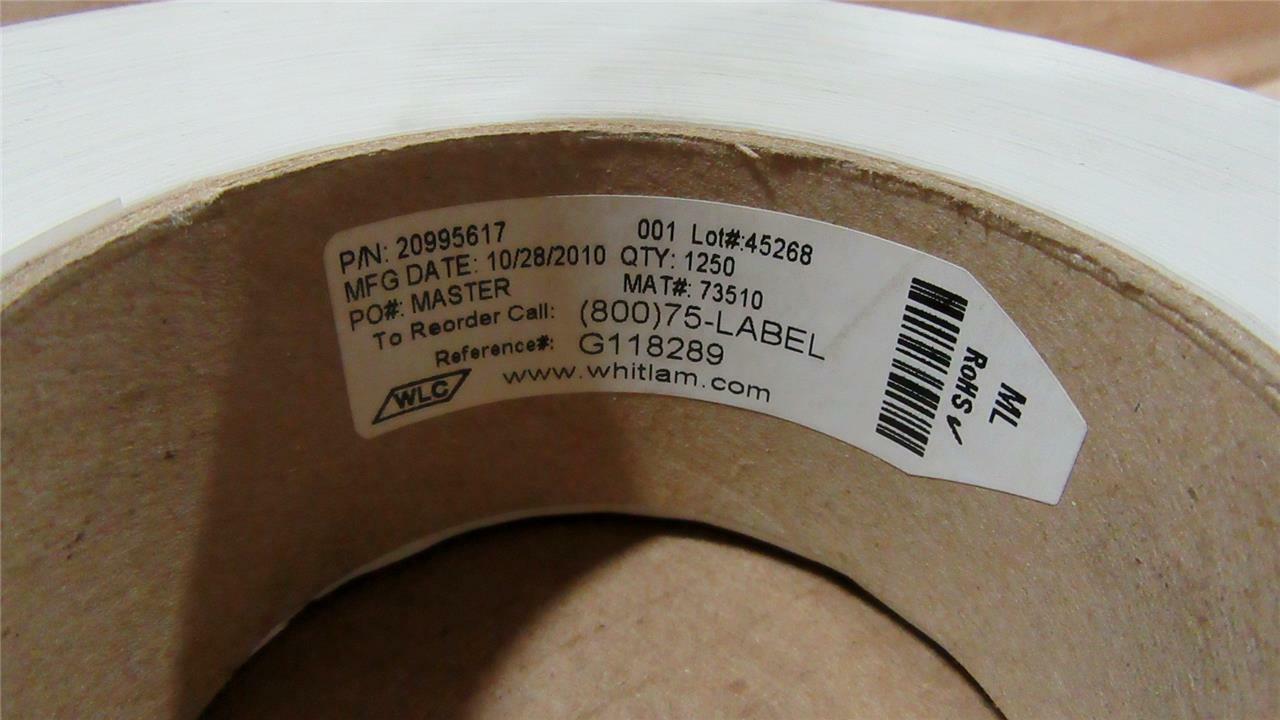 P/N: 20995617 001 Lot#:45268
MFG DATE: 10/28/2010 QTY: 1250
PO#: MASTER MAT#: 73510
To Reorder Call: (800)75-LABEL
Reference#: G118289
WLC www.whitlam.com
ML
RoHS